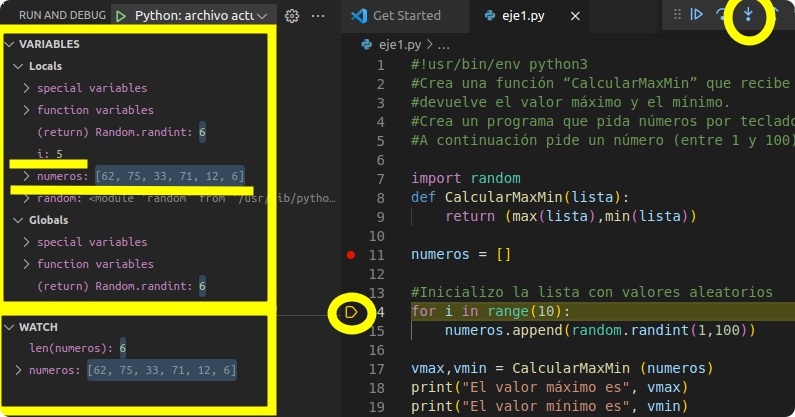 RUN AND DEBUG Python: archivo actu
VARIABLES
Locals
special variables
function variables
(return) Random.randint: 6
i: 5
numeros: [62, 75, 33, 71, 12, 6]
random: <module 'random' from '/usr/lib/pytho…
Globals
special variables
function variables
(return) Random.randint: 6
WATCH
len(numeros): 6
numeros: [62, 75, 33, 71, 12, 6]
Get Started
eje1.py
eje1.py > ...
1 #!usr/bin/env python3
2 #Crea una función “CalcularMaxMin” que recibe
3 #devuelve el valor máximo y el mínimo.
4 #Crea un programa que pida números por teclado
5 #A continuación pide un número (entre 1 y 100)
6
7 import random
8 def CalcularMaxMin(lista):
9 return (max(lista),min(lista))
10
11 numeros = []
12
13 #Inicializo la lista con valores aleatorios
14 for i in range(10):
15 numeros.append(random.randint(1,100))
16
17 vmax,vmin = CalcularMaxMin (numeros)
18 print("El valor máximo es", vmax)
19 print("El valor mínimo es", vmin)